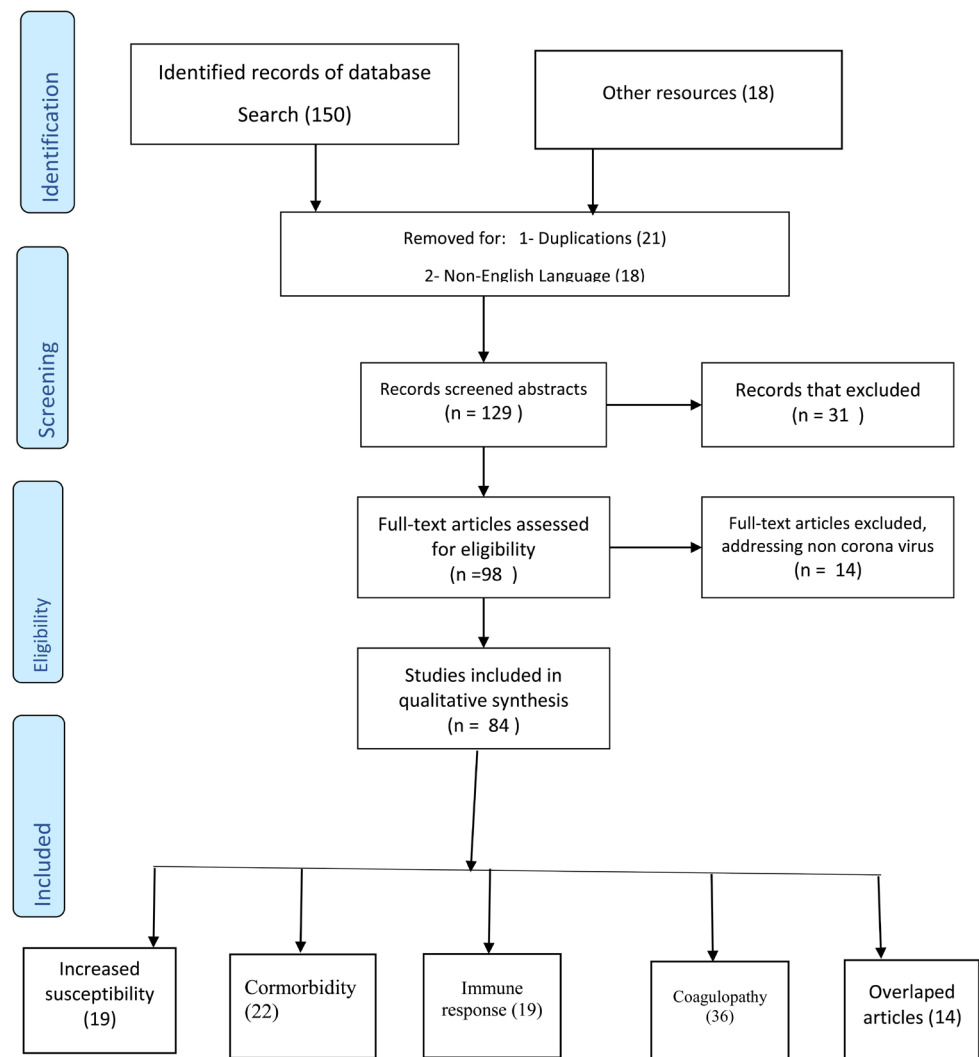 Identification
Identified records of database
Search (150)
Other resources (18)
Removed for: 1- Duplications (21)
2- Non-English Language (18)
Screening
Records screened abstracts
(n = 129 )
Records that excluded
(n = 31 )
Eligibility
Full-text articles assessed
for eligibility
(n =98 )
Full-text articles excluded,
addressing non corona virus
(n = 14)
Studies included in
qualitative synthesis
(n = 84 )
Included
Increased
susceptibility
(19)
Cormorbidity
(22)
Immune
response (19)
Coagulopathy
(36)
Overlaped
articles (14)